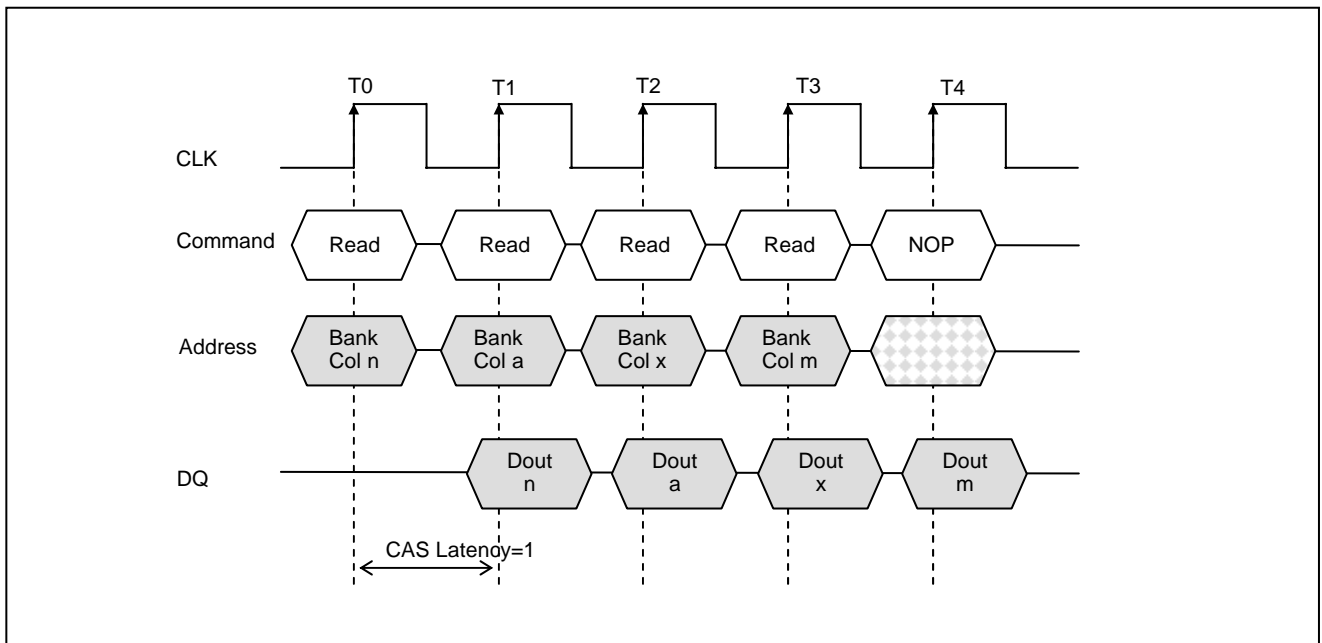 T0 T1 T2 T3 T4
CLK
Command Read Read Read Read NOP
Address
Bank Bank Bank Bank
Col n Col a Col x Col m
DQ
Dout Dout Dout Dout
n a x m
CAS Latency=1